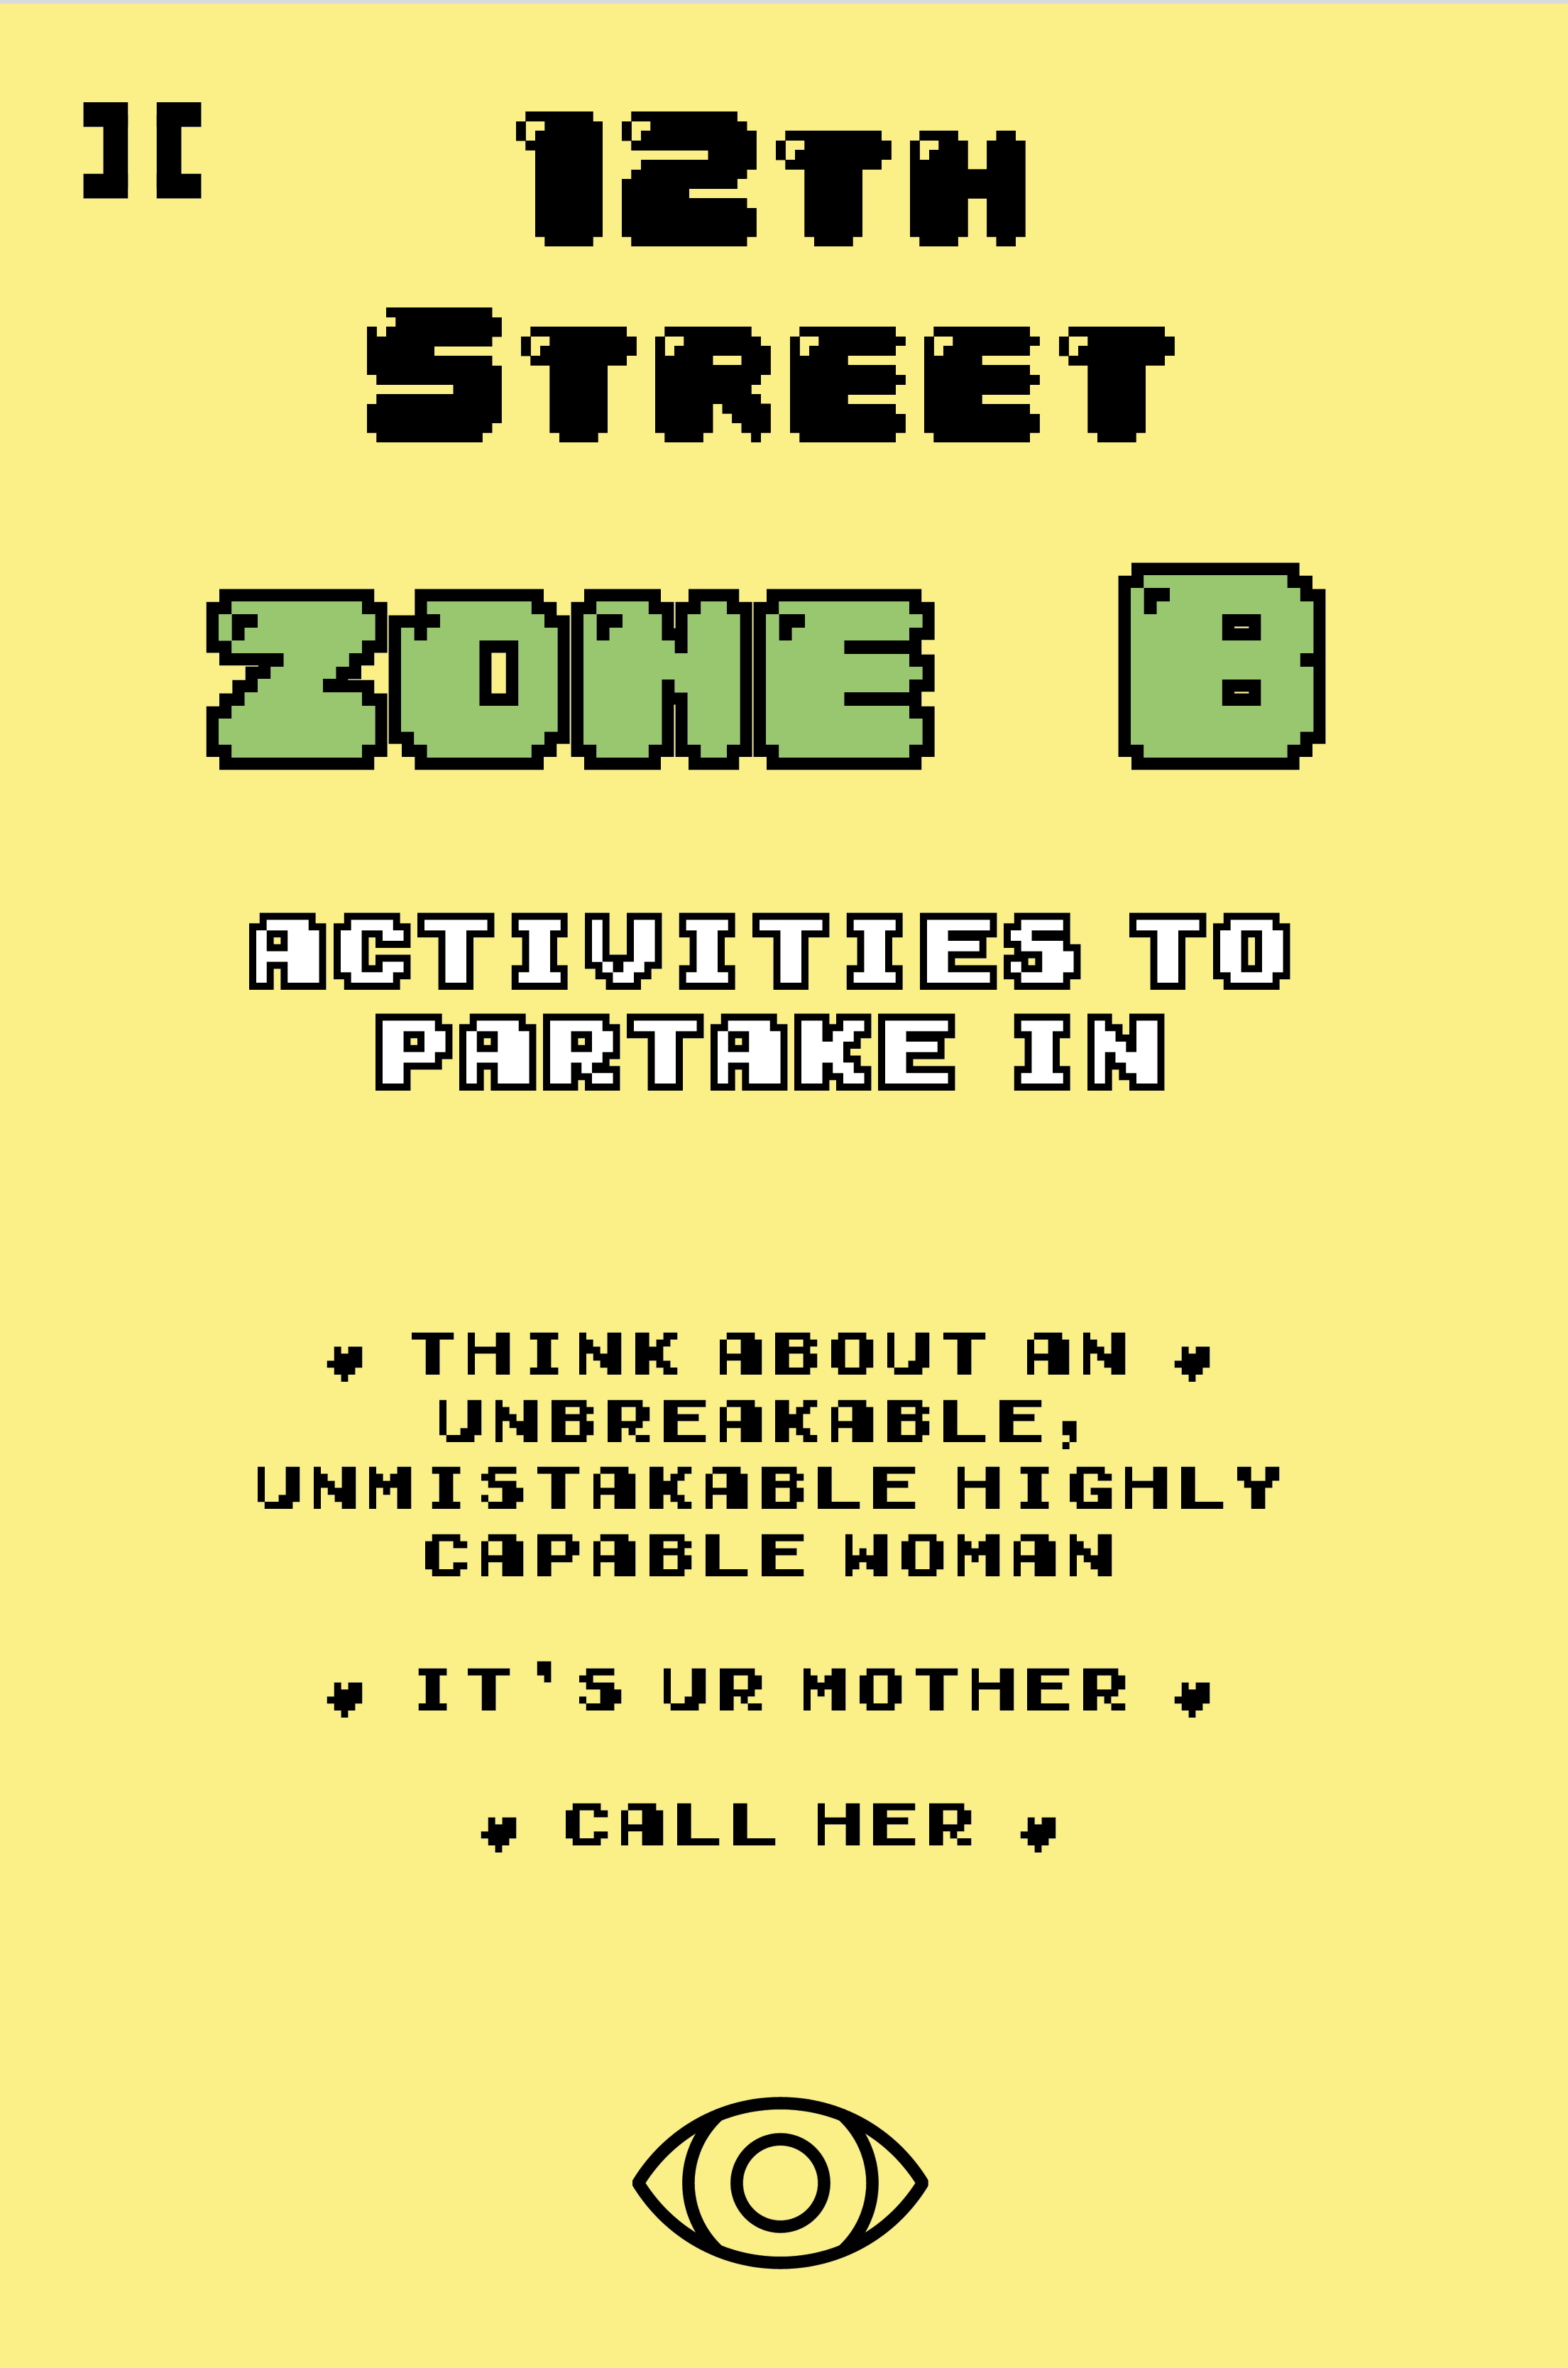 ][
12TH
STREET
ZONE B
ACTIVITIES TO
PARTAKE IN
♥ THINK ABOUT AN ♥
UNBREAKABLE,
UNMISTAKABLE HIGHLY
CAPABLE WOMAN
♥ IT'S UR MOTHER ♥
♥ CALL HER ♥